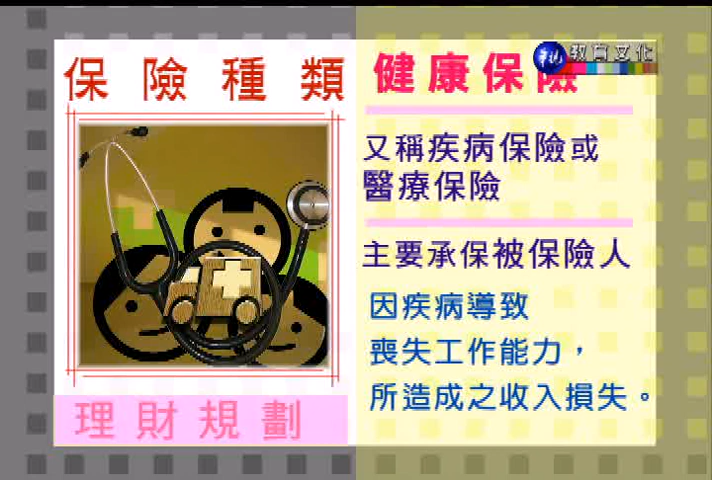 保險種類
健康保險
教育文化
又稱疾病保險或
醫療保險
主要承保被保險人
因疾病導致
喪失工作能力，
所造成之收入損失。
理財規劃